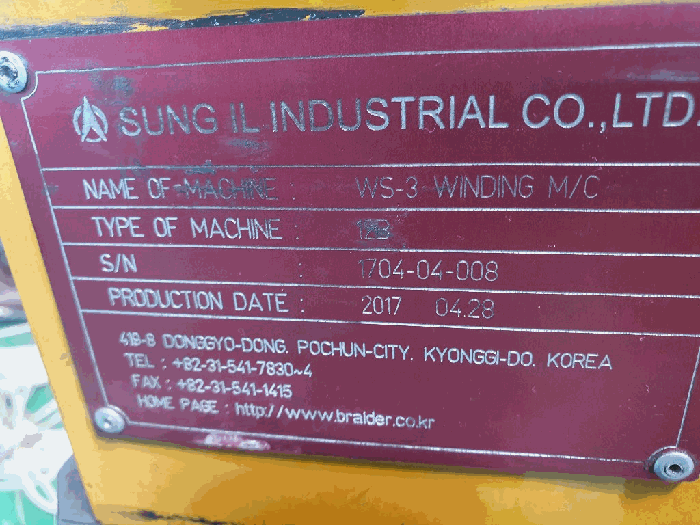 SUNG IL INDUSTRIAL CO.,LTD.
NAME OF MACHINE : WS-3 WINDING M/C
TYPE OF MACHINE : 12B
S/N : 1704-04-008
PRODUCTION DATE : 2017 04.28
419-8 DONGGYO-DONG, POCHUN-CITY, KYONGGI-DO, KOREA
TEL : +82-31-541-7830~4
FAX : +82-31-541-1415
HOME PAGE : http://www.braider.co.kr